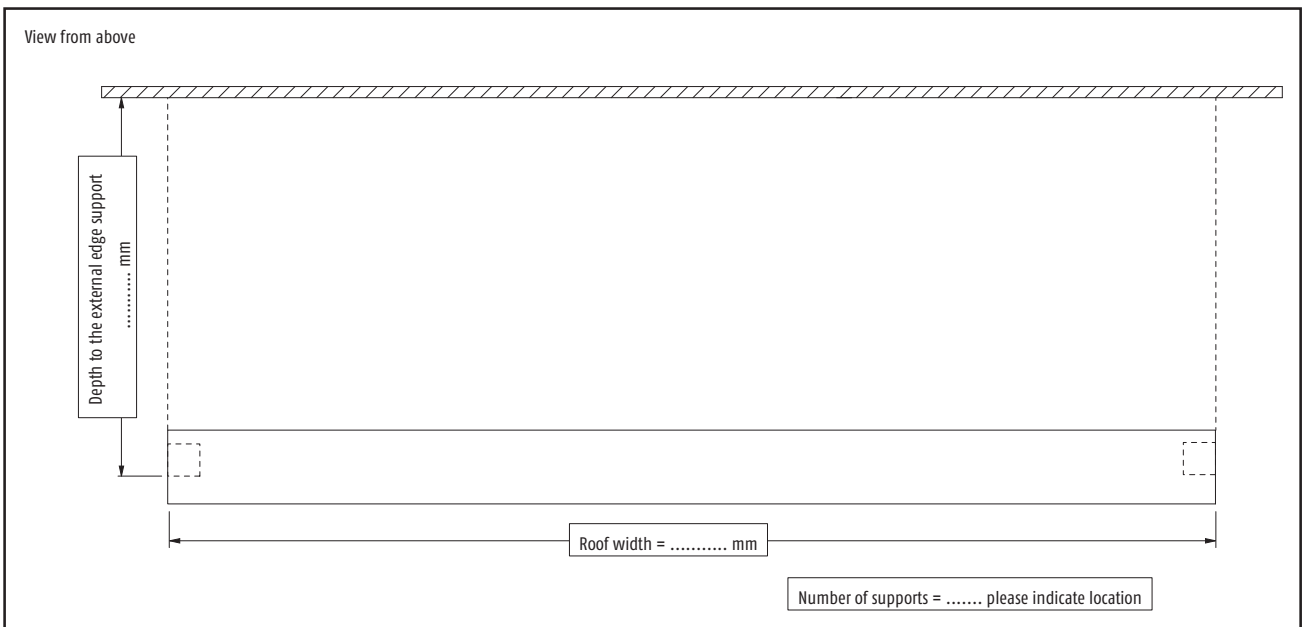 View from above
Depth to the external edge support
........... mm
Roof width = ........... mm
Number of supports = ....... please indicate location